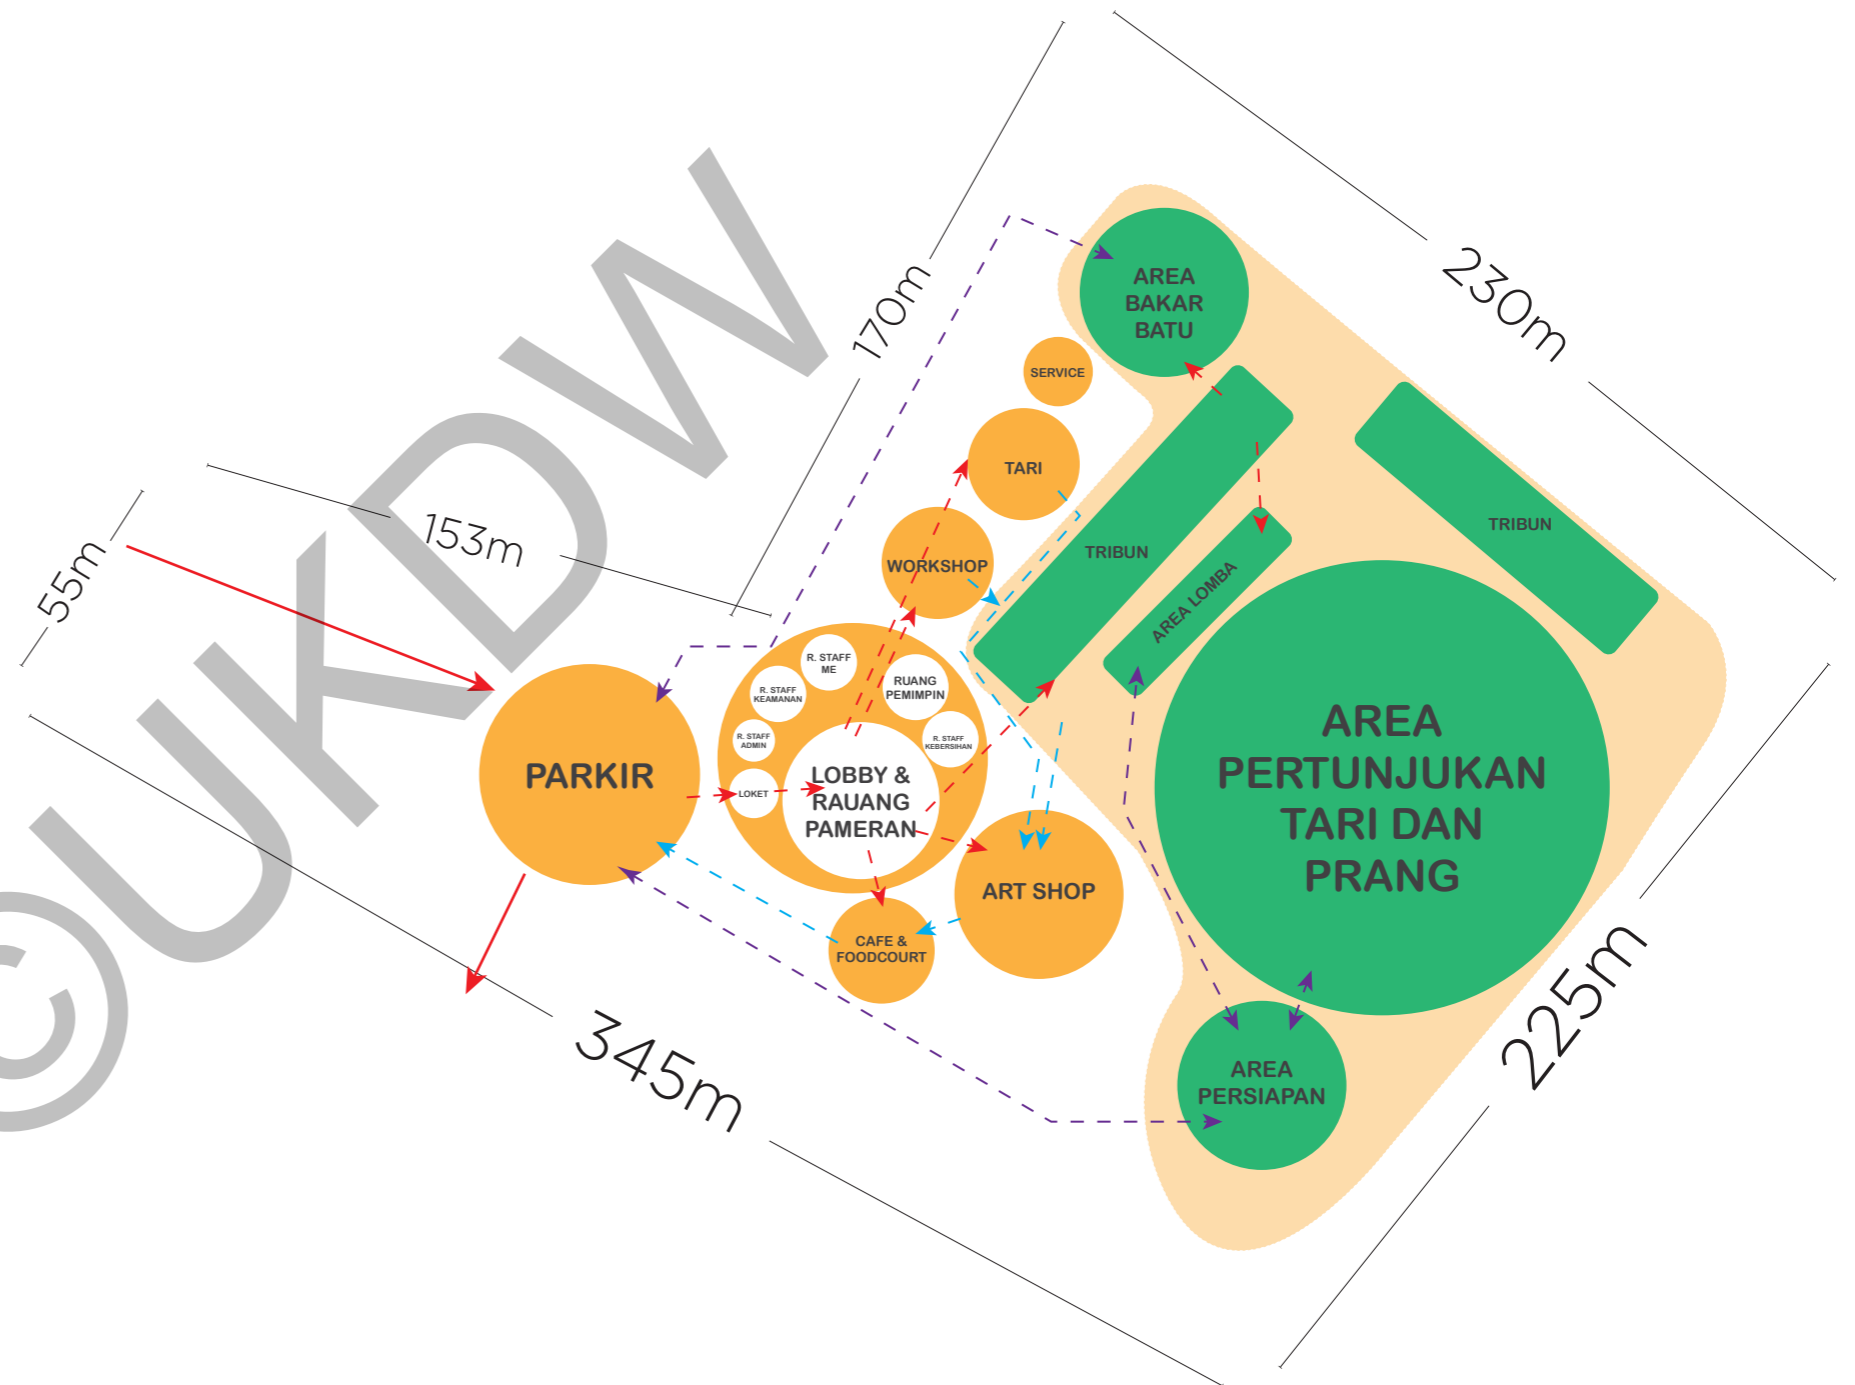 230m
170m
AREA
BAKAR
BATU
SERVICE
TARI
WORKSHOP
TRIBUN
TRIBUN
AREA LOMBA
153m
55m
R. STAFF
ME
R. STAFF
KEAMANAN
RUANG
PEMIMPIN
R. STAFF
ADMIN
R. STAFF
KEBERSIHAN
LOKET
LOBBY &
RAUANG
PAMERAN
PARKIR
AREA
PERTUNJUKAN
TARI DAN
PRANG
ART SHOP
CAFE &
FOODCOURT
AREA
PERSIAPAN
225m
345m
©UKDW